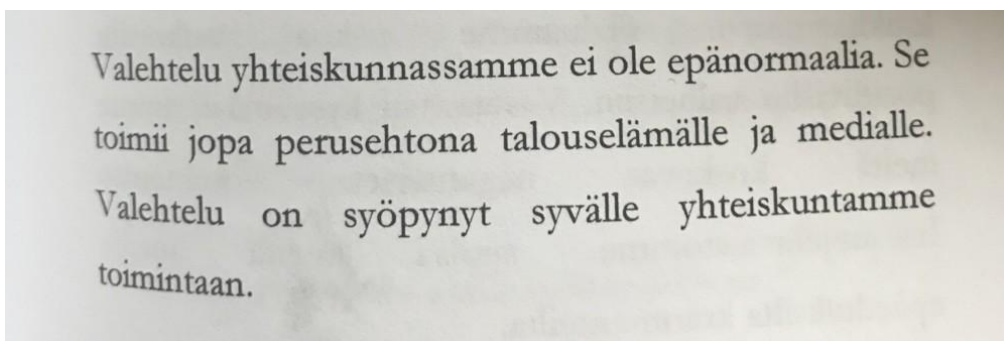 Valehtelu yhteiskunnassamme ei ole epänormaalia. Se
toimii jopa perusehtona talouselämälle ja medialle.
Valehtelu on syöpynyt syvälle yhteiskuntamme
toimintaan.